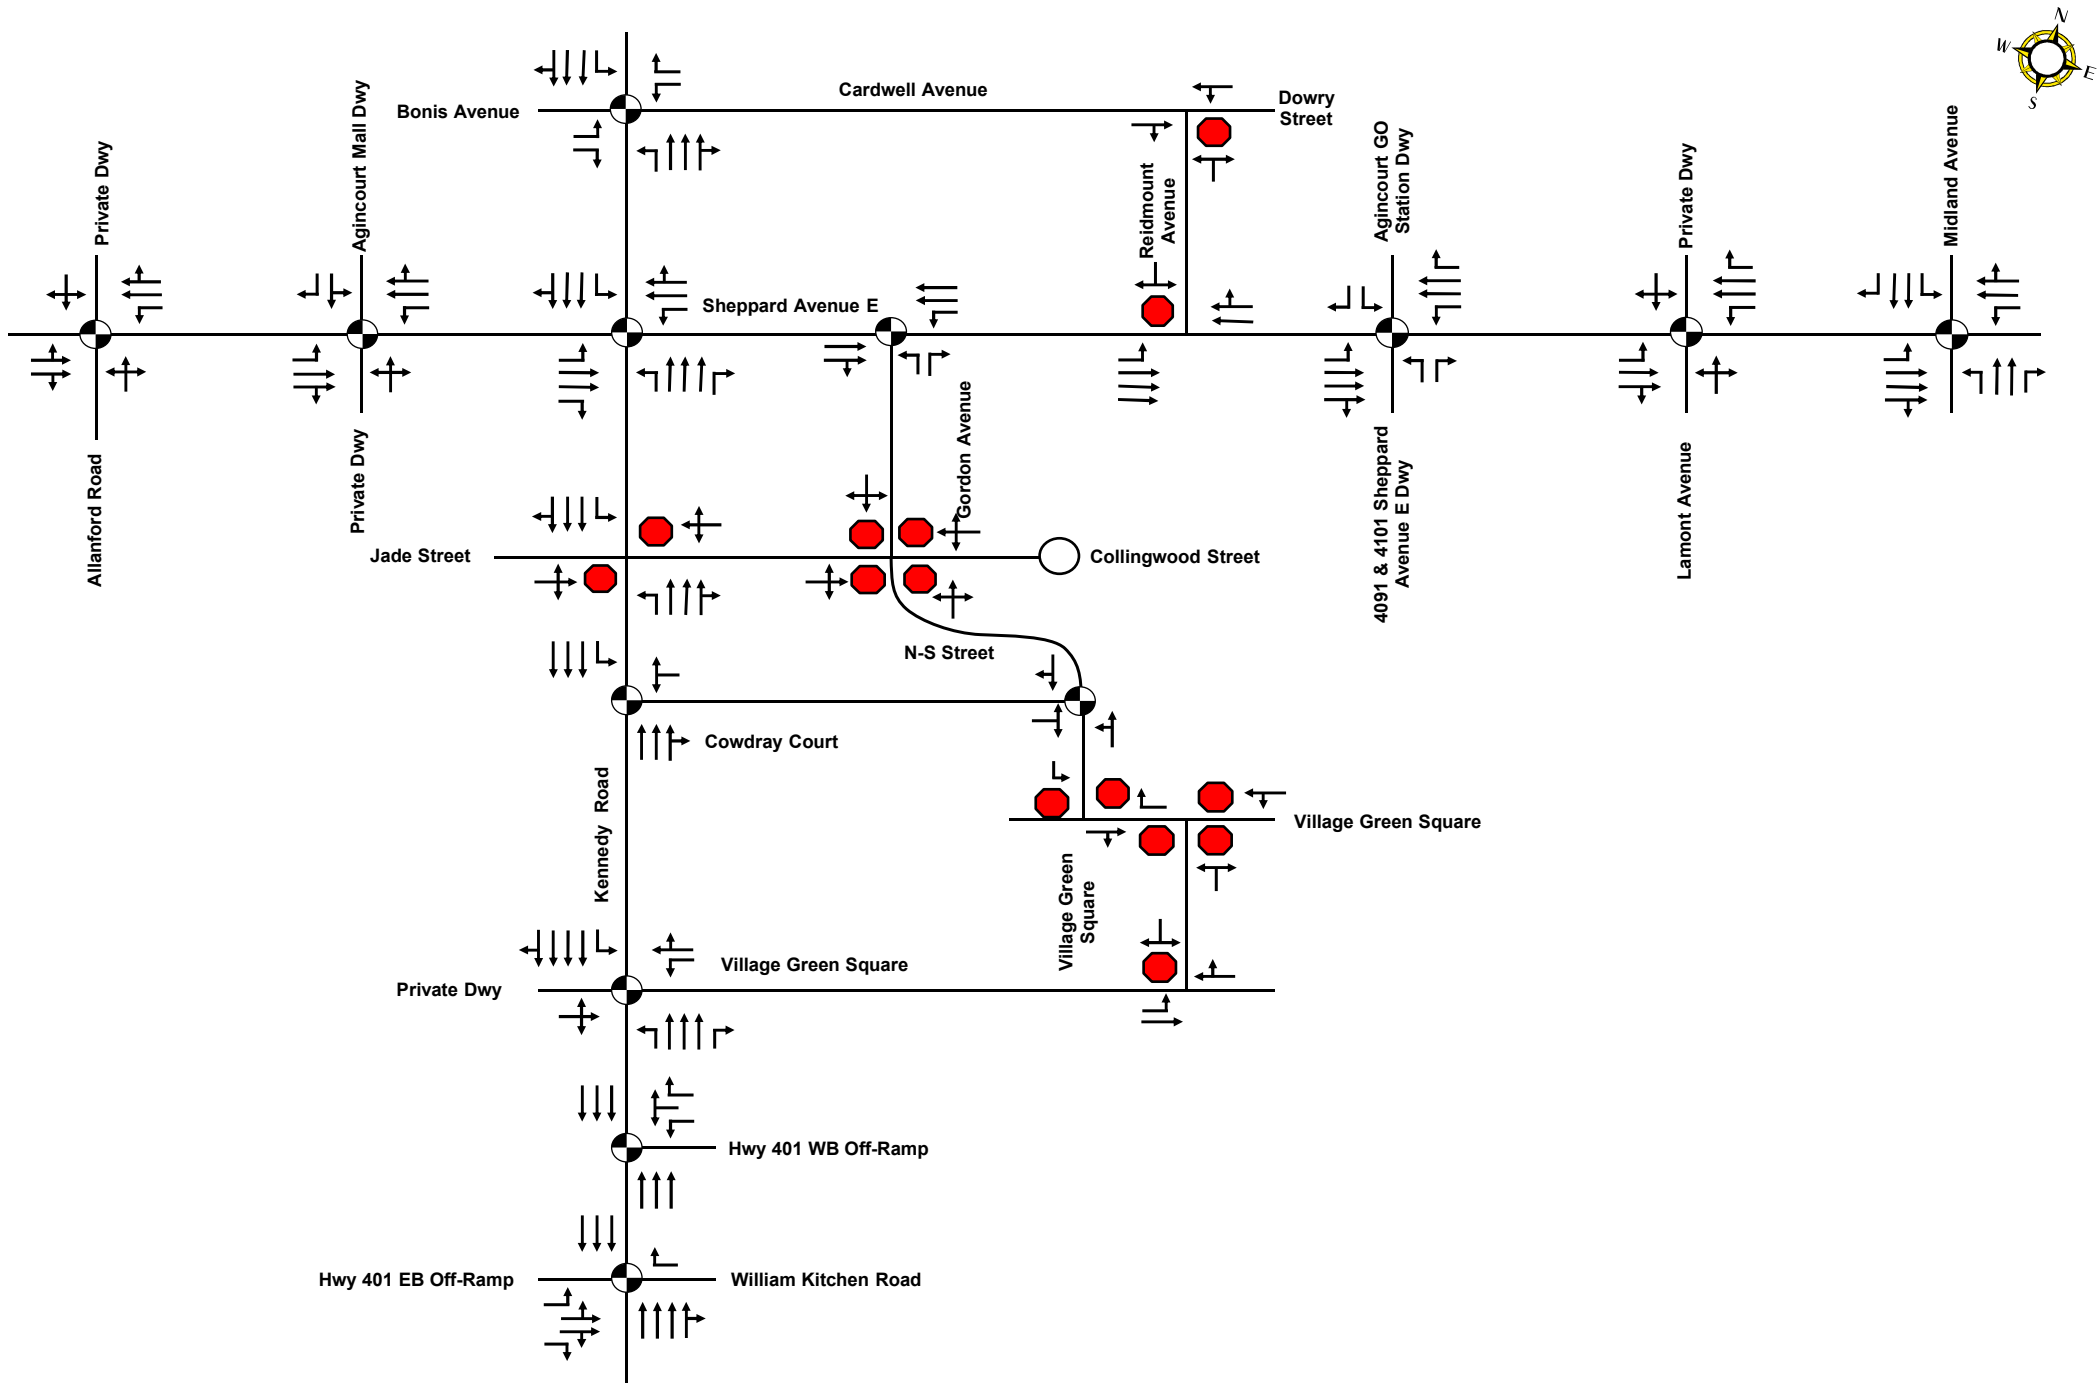 N
W
E
S
Cardwell Avenue
Bonis Avenue
Dowry
Street
Private Dwy
Agincourt Mall Dwy
Reidmount
Avenue
Agincourt GO
Station Dwy
Private Dwy
Midland Avenue
Sheppard Avenue E
Allanford Road
Private Dwy
Gordon Avenue
4091 & 4101 Sheppard
Avenue E Dwy
Lamont Avenue
Jade Street
Collingwood Street
N-S Street
Cowdray Court
Kennedy Road
Village Green Square
Village Green
Square
Village Green Square
Private Dwy
Hwy 401 WB Off-Ramp
Hwy 401 EB Off-Ramp
William Kitchen Road